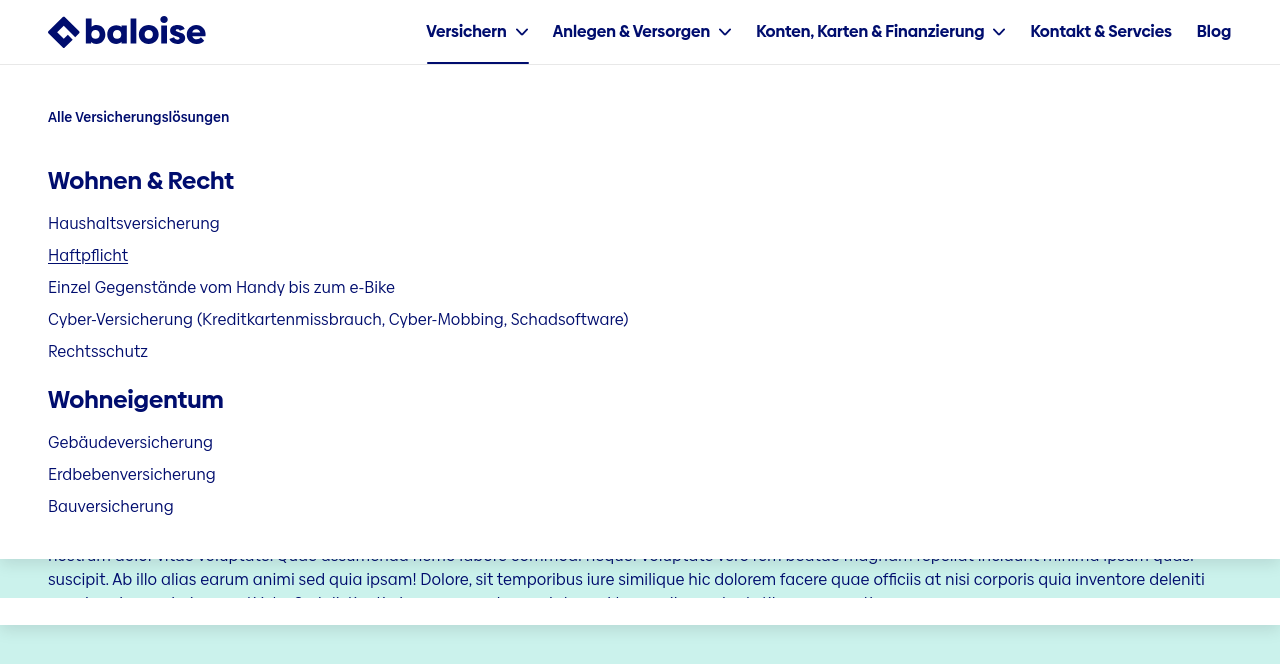 baloise
Versichern
Anlegen & Versorgen
Konten, Karten & Finanzierung
Kontakt & Servcies
Blog
Alle Versicherungslösungen
Wohnen & Recht
Haushaltsversicherung
Haftpflicht
Einzel Gegenstände vom Handy bis zum e-Bike
Cyber-Versicherung (Kreditkartenmissbrauch, Cyber-Mobbing, Schadsoftware)
Rechtsschutz
Wohneigentum
Gebäudeversicherung
Erdbebenversicherung
Bauversicherung
suscipit. Ab illo alias earum animi sed quia ipsam! Dolore, sit temporibus iure similique hic dolorem facere quae officiis at nisi corporis quia inventore deleniti